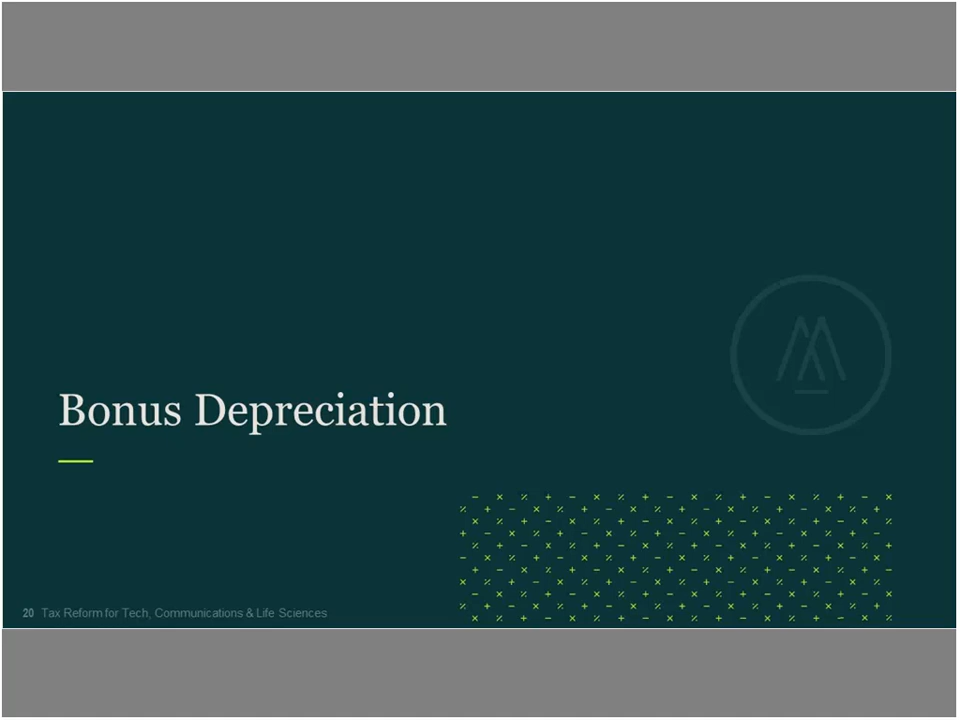 Bonus Depreciation
20 Tax Reform for Tech, Communications & Life Sciences